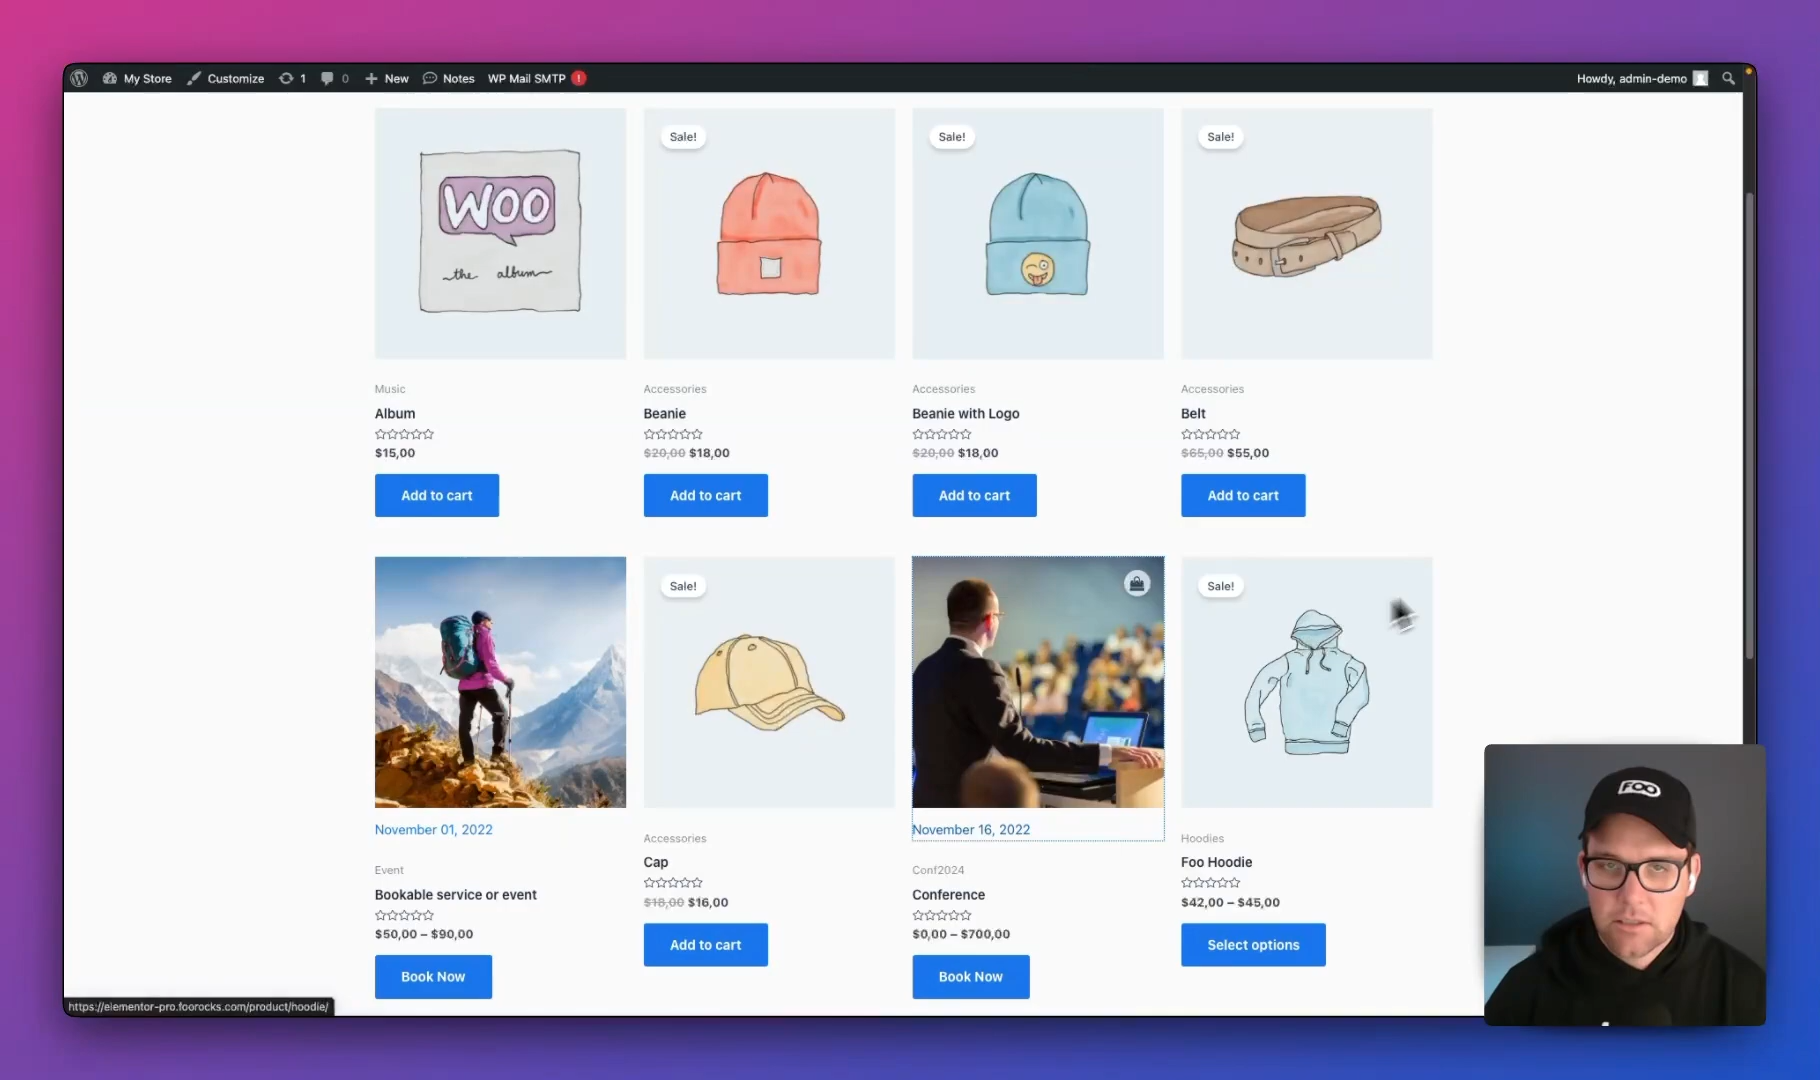 My Store
Customize
1
0
New
Notes
WP Mail SMTP !
Howdy, admin-demo
WOO
the album
Sale!
Sale!
Sale!
Music
Accessories
Accessories
Accessories
Album
Beanie
Beanie with Logo
Belt
$15,00
$20,00 $18,00
$20,00 $18,00
$65,00 $55,00
Add to cart
Add to cart
Add to cart
Add to cart
Sale!
Sale!
November 01, 2022
November 16, 2022
Accessories
Hoodies
Cap
Foo Hoodie
Event
Conf2024
Bookable service or event
Conference
$18,00 $16,00
$42,00 – $45,00
$50,00 – $90,00
$0,00 – $700,00
Add to cart
Select options
Book Now
Book Now
https://elementor-pro.foorocks.com/product/hoodie/
FOO